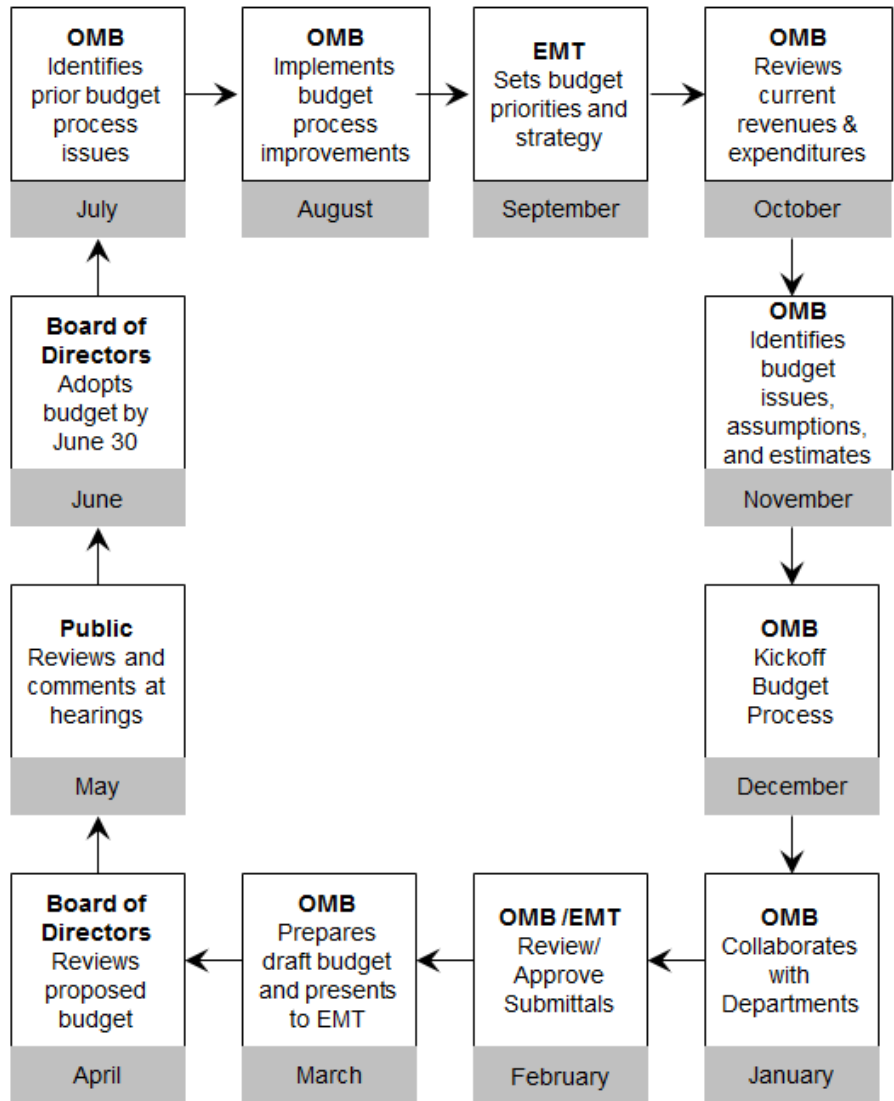 OMB
Identifies
prior budget
process
issues
July
OMB
Implements
budget
process
improvements
August
EMT
Sets budget
priorities and
strategy
September
OMB
Reviews
current
revenues &
expenditures
October
OMB
Identifies
budget
issues,
assumptions,
and estimates
November
OMB
Kickoff
Budget
Process
December
OMB
Collaborates
with
Departments
January
OMB /EMT
Review/
Approve
Submittals
February
OMB
Prepares
draft budget
and presents
to EMT
March
Board of
Directors
Reviews
proposed
budget
April
Public
Reviews and
comments at
hearings
May
Board of
Directors
Adopts
budget by
June 30
June